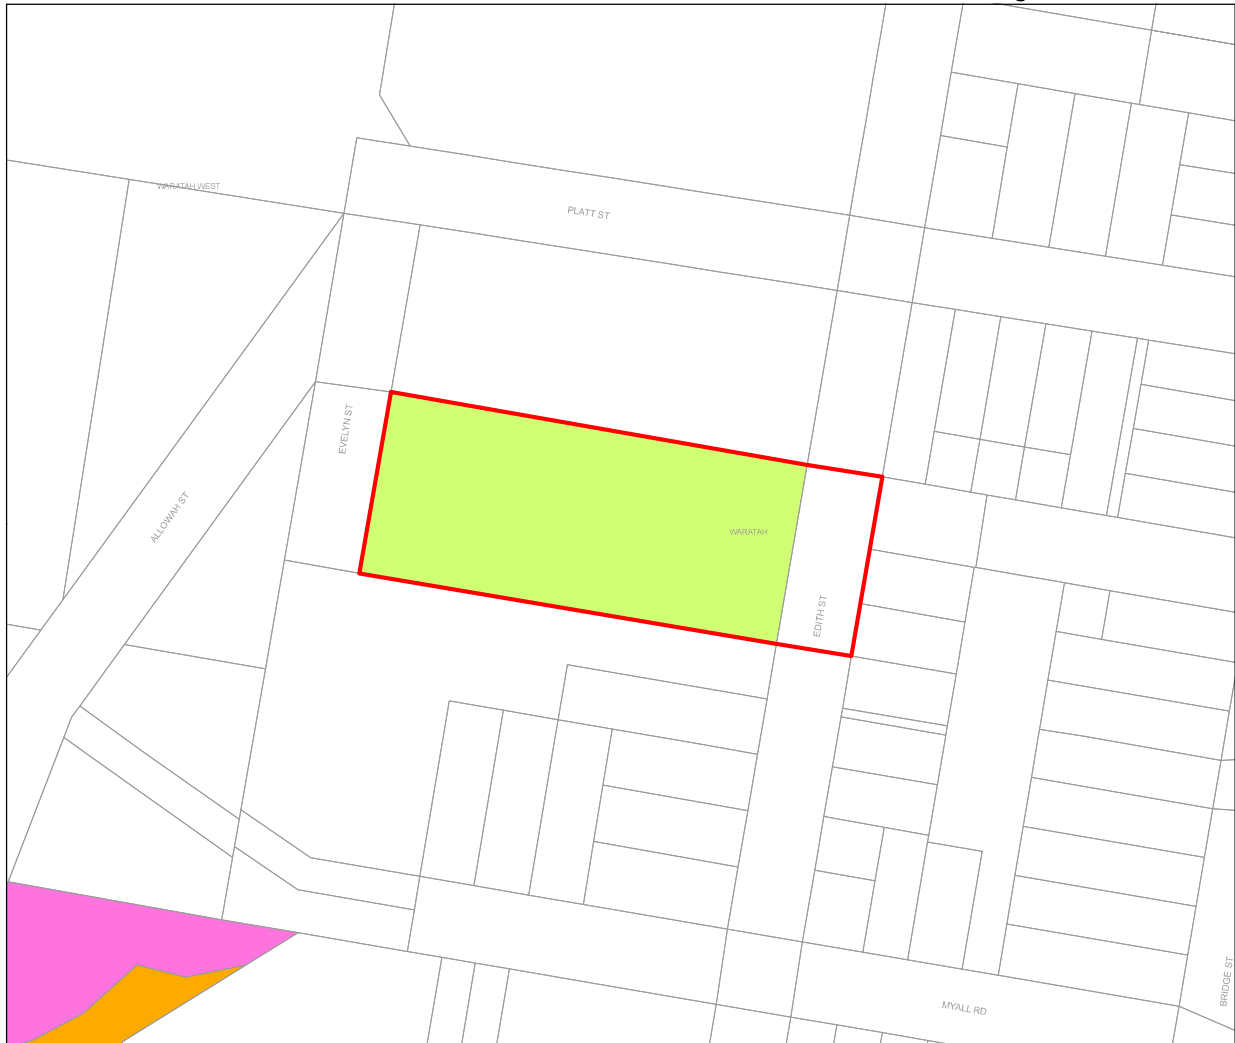 WARATAH WEST
PLATT ST
EVELYN ST
ALLOWAH ST
WARATAH
EDITH ST
BRIDGE ST
MYALL RD